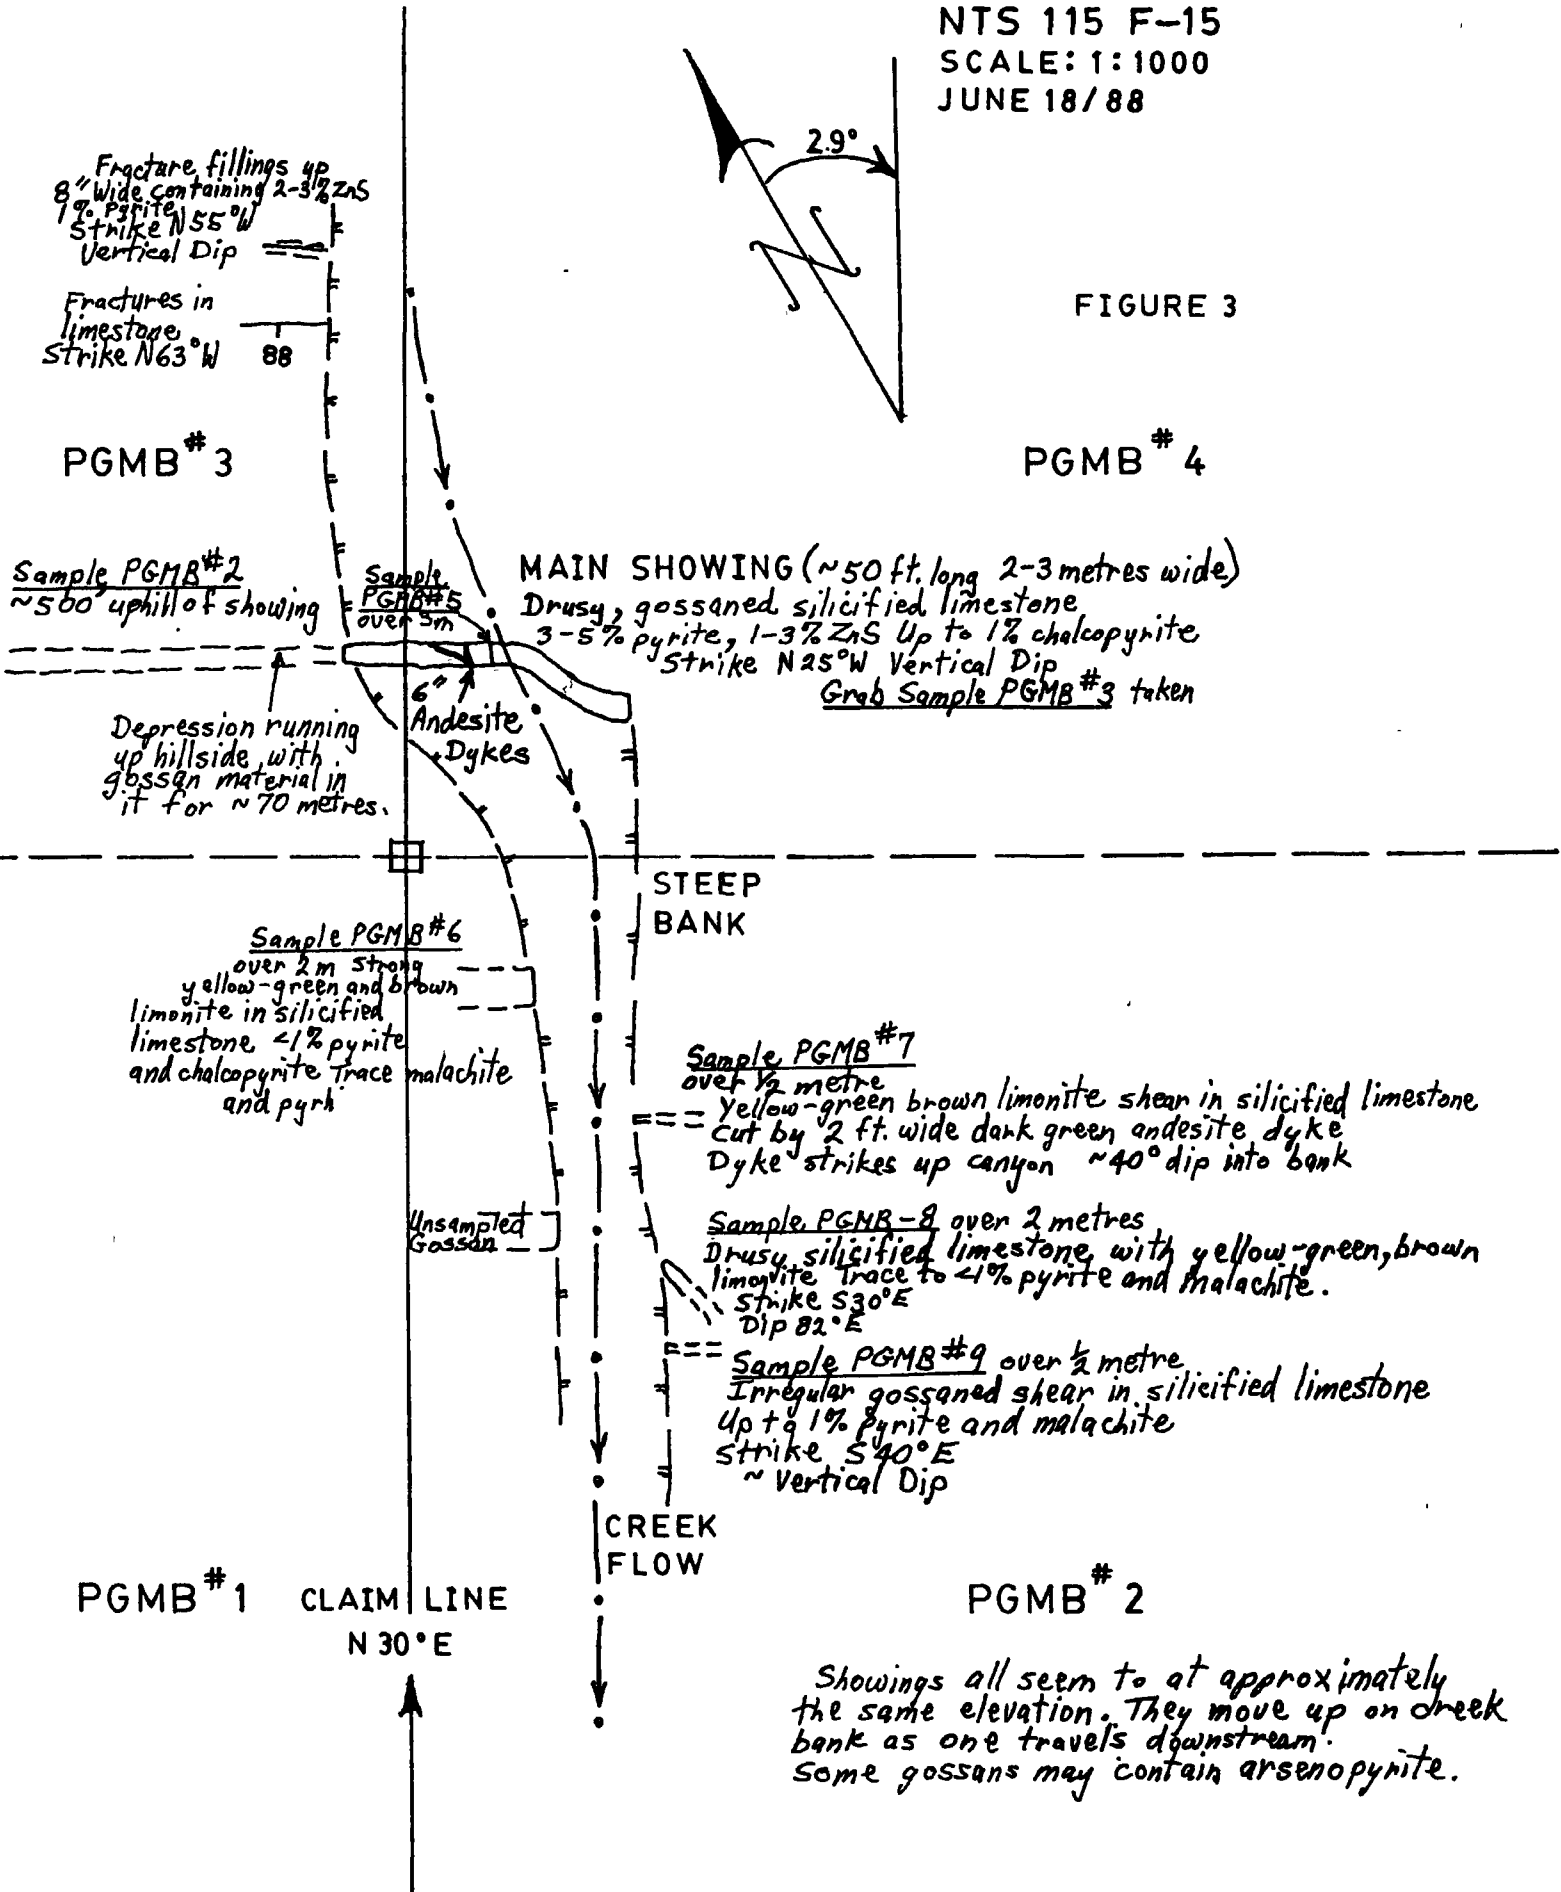 NTS 115 F-15
SCALE: 1:1000
JUNE 18/88
2.9°
N
FIGURE 3
Fracture fillings up
8" Wide containing 2-3% ZnS
1% Pyrite
Strike N55°W
Vertical Dip
Fractures in
limestone
Strike N63°W
88
PGMB #3
PGMB #4
Sample PGMB #2
~500' uphill of showing
Sample
PGMB #5
over 5m
MAIN SHOWING (~50 ft. long 2-3 metres wide)
Drusy, gossaned silicified limestone
3-5% pyrite, 1-3% ZnS Up to 1% chalcopyrite
Strike N25°W Vertical Dip
Grab Sample PGMB #3 taken
6"
Andesite
Dykes
Depression running
up hillside with
gossan material in
it for ~70 metres.
STEEP
BANK
Sample PGMB #6
over 2m strong
yellow-green and brown
limonite in silicified
limestone <1% pyrite
and chalcopyrite Trace malachite
and pyrh
Sample PGMB #7
over 1/2 metre
Yellow-green brown limonite shear in silicified limestone
cut by 2 ft. wide dark green andesite dyke
Dyke strikes up canyon ~40° dip into bank
Unsampled
Gossan
Sample PGMB-8 over 2 metres
Drusy silicified limestone with yellow-green, brown
limonite Trace to <1% pyrite and malachite.
Strike S30°E
Dip 82°E
Sample PGMB #9 over 1/2 metre
Irregular gossaned shear in silicified limestone
Up to 1% pyrite and malachite
Strike S40°E
~ Vertical Dip
CREEK
FLOW
PGMB #1
CLAIM LINE
N 30°E
PGMB #2
Showings all seem to at approximately
the same elevation. They move up on creek
bank as one travels downstream.
Some gossans may contain arsenopyrite.